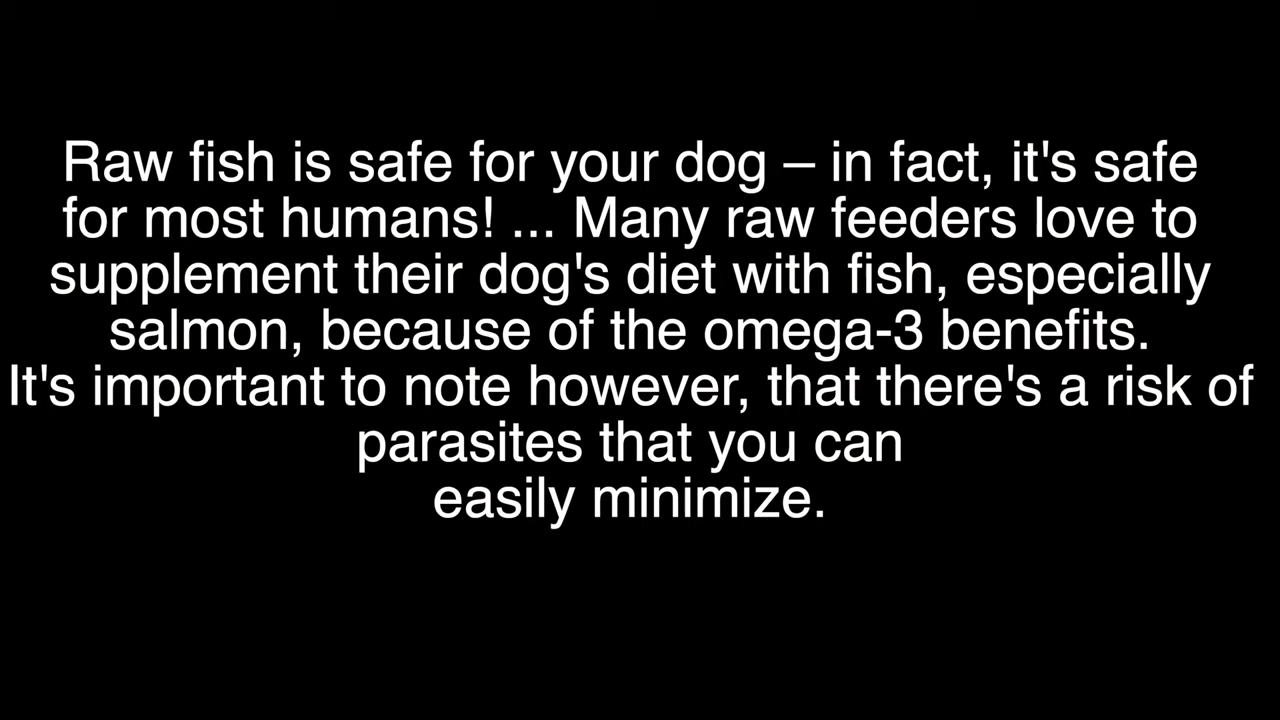 Raw fish is safe for your dog – in fact, it's safe
for most humans! ... Many raw feeders love to
supplement their dog's diet with fish, especially
salmon, because of the omega-3 benefits.
It's important to note however, that there's a risk of
parasites that you can
easily minimize.